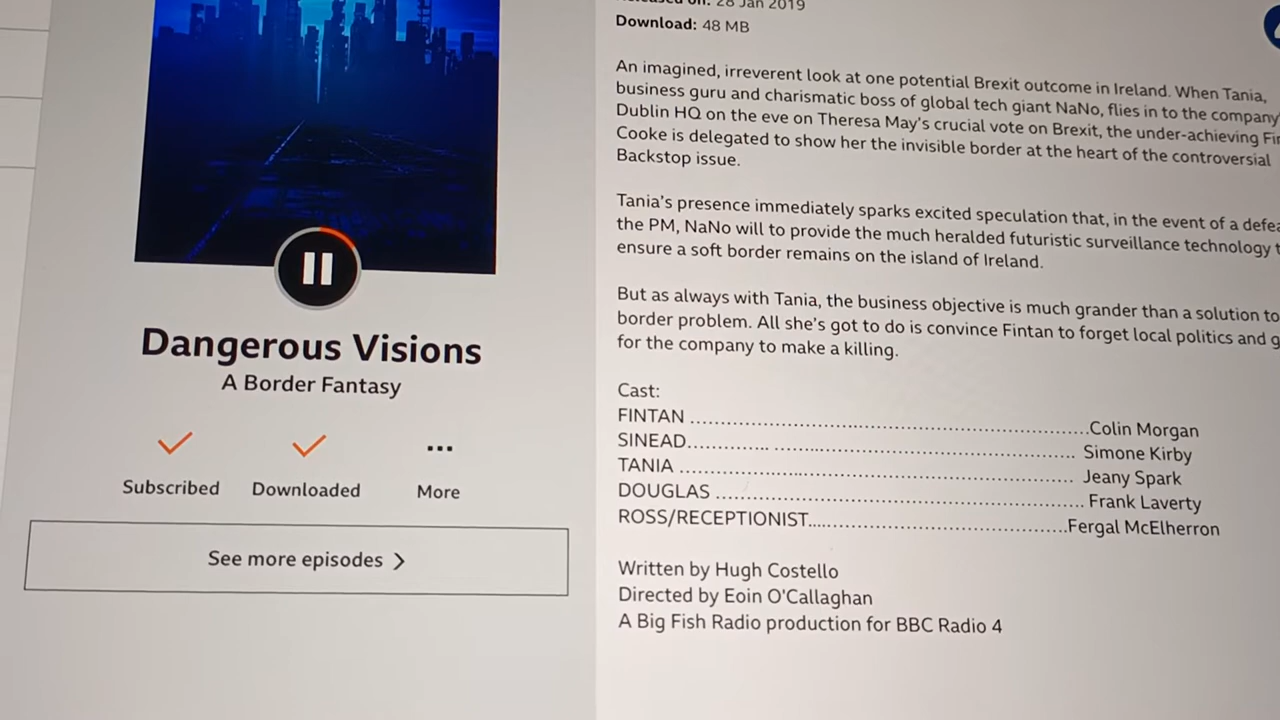 Dangerous Visions
A Border Fantasy
Subscribed
Downloaded
More
See more episodes
Released on: 28 Jan 2019
Download: 48 MB
An imagined, irreverent look at one potential Brexit outcome in Ireland. When Tania,
business guru and charismatic boss of global tech giant NaNo, flies in to the company
Dublin HQ on the eve on Theresa May's crucial vote on Brexit, the under-achieving
Cooke is delegated to show her the invisible border at the heart of the controversial
Backstop issue.
Tania's presence immediately sparks excited speculation that, in the event of a
the PM, NaNo will to provide the much heralded futuristic surveillance technology
ensure a soft border remains on the island of Ireland.
But as always with Tania, the business objective is much grander than a solution to
border problem. All she's got to do is convince Fintan to forget local politics and
for the company to make a killing.
Cast:
FINTAN ..........Colin Morgan
SINEAD.......... Simone Kirby
TANIA .......... Jeany Spark
DOUGLAS .......... Frank Laverty
ROSS/RECEPTIONIST..........Fergal McElherron
Written by Hugh Costello
Directed by Eoin O'Callaghan
A Big Fish Radio production for BBC Radio 4